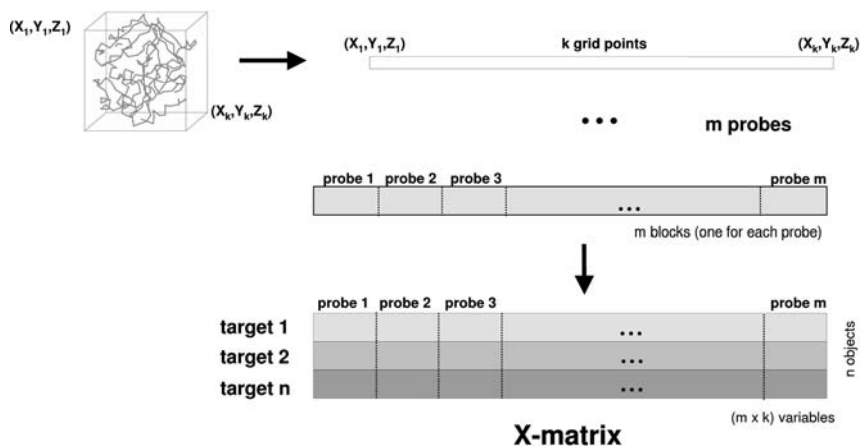 (X₁,Y₁,Z₁)
(Xₖ,Yₖ,Zₖ)
(X₁,Y₁,Z₁) k grid points (Xₖ,Yₖ,Zₖ)
••• m probes
probe 1 probe 2 probe 3 probe m
•••
m blocks (one for each probe)
probe 1 probe 2 probe 3 probe m
target 1 •••
target 2 •••
target n •••
n objects
(m x k) variables
X-matrix